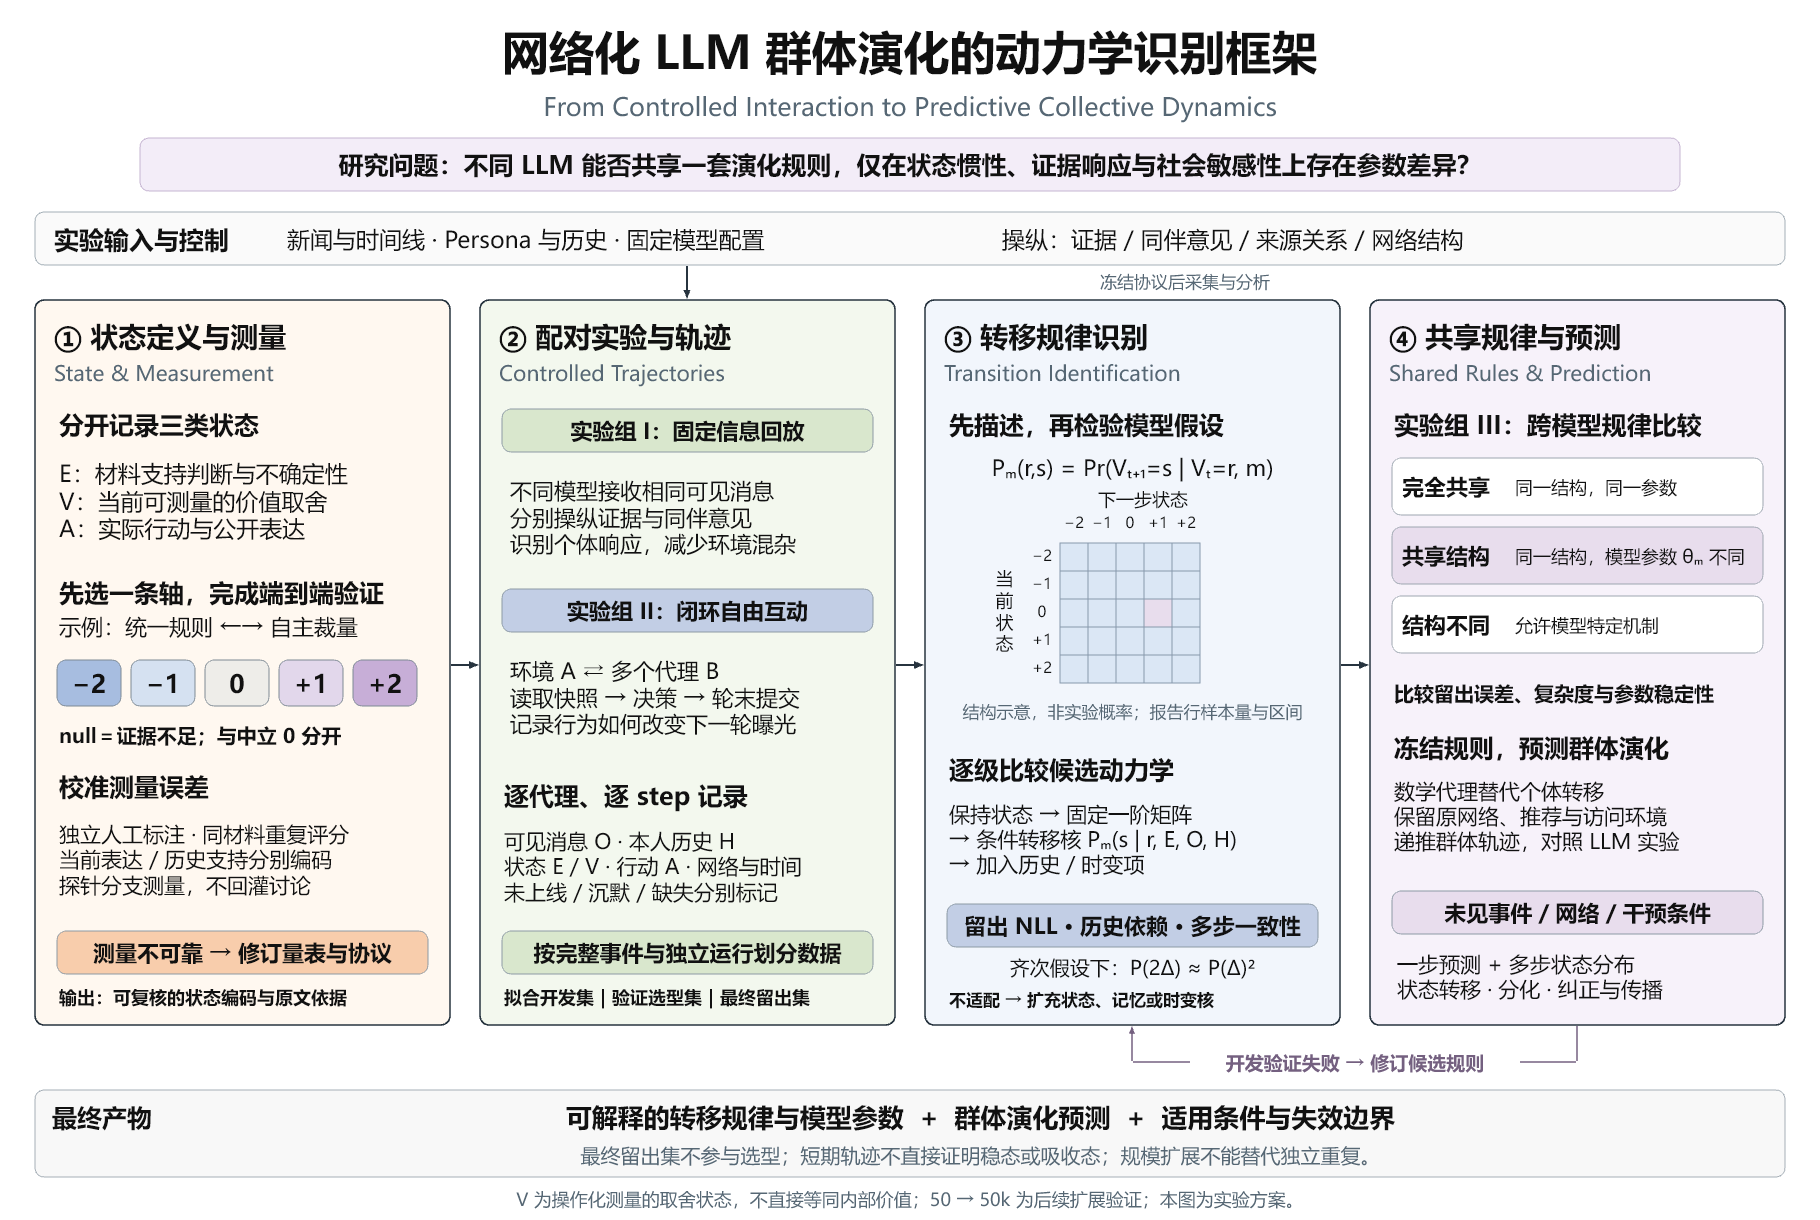 网络化 LLM 群体演化的动力学识别框架
From Controlled Interaction to Predictive Collective Dynamics
研究问题：不同 LLM 能否共享一套演化规则，仅在状态惯性、证据响应与社会敏感性上存在参数差异？
实验输入与控制
新闻与时间线 · Persona 与历史 · 固定模型配置
操纵：证据 / 同伴意见 / 来源关系 / 网络结构
冻结协议后采集与分析
① 状态定义与测量
State & Measurement
分开记录三类状态
E：材料支持判断与不确定性
V：当前可测量的价值取舍
A：实际行动与公开表达
先选一条轴，完成端到端验证
示例：统一规则 ←→ 自主裁量
−2 −1 0 +1 +2
null = 证据不足；与中立 0 分开
校准测量误差
独立人工标注 · 同材料重复评分
当前表达 / 历史支持分别编码
探针分支测量，不回灌讨论
测量不可靠 → 修订量表与协议
输出：可复核的状态编码与原文依据
② 配对实验与轨迹
Controlled Trajectories
实验组 I：固定信息回放
不同模型接收相同可见消息
分别操纵证据与同伴意见
识别个体响应，减少环境混杂
实验组 II：闭环自由互动
环境 A ⇄ 多个代理 B
读取快照 → 决策 → 轮末提交
记录行为如何改变下一轮曝光
逐代理、逐 step 记录
可见消息 O · 本人历史 H
状态 E / V · 行动 A · 网络与时间
未上线 / 沉默 / 缺失分别标记
按完整事件与独立运行划分数据
拟合开发集 | 验证选型集 | 最终留出集
③ 转移规律识别
Transition Identification
先描述，再检验模型假设
Pₘ(r,s) = Pr(Vₜ₊₁=s | Vₜ=r, m)
下一步状态
−2 −1 0 +1 +2
当前状态
−2
−1
0
+1
+2
结构示意，非实验概率；报告行样本量与区间
逐级比较候选动力学
保持状态 → 固定一阶矩阵
→ 条件转移核 Pₘ(s | r, E, O, H)
→ 加入历史 / 时变项
留出 NLL · 历史依赖 · 多步一致性
齐次假设下：P(2Δ) ≈ P(Δ)²
不适配 → 扩充状态、记忆或时变核
④ 共享规律与预测
Shared Rules & Prediction
实验组 III：跨模型规律比较
完全共享 同一结构，同一参数
共享结构 同一结构，模型参数 θₘ 不同
结构不同 允许模型特定机制
比较留出误差、复杂度与参数稳定性
冻结规则，预测群体演化
数学代理替代个体转移
保留原网络、推荐与访问环境
递推群体轨迹，对照 LLM 实验
未见事件 / 网络 / 干预条件
一步预测 + 多步状态分布
状态转移 · 分化 · 纠正与传播
开发验证失败 → 修订候选规则
最终产物
可解释的转移规律与模型参数 + 群体演化预测 + 适用条件与失效边界
最终留出集不参与选型；短期轨迹不直接证明稳态或吸收态；规模扩展不能替代独立重复。
V 为操作化测量的取舍状态，不直接等同内部价值；50 → 50k 为后续扩展验证；本图为实验方案。